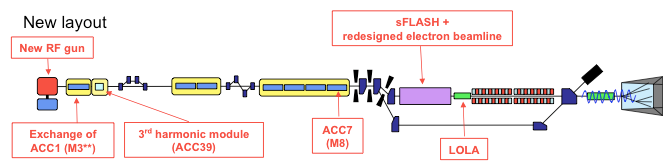 New layout
New RF gun
sFLASH +
redesigned electron beamline
Exchange of
ACC1 (M3**)
3rd harmonic module
(ACC39)
ACC7
(M8)
LOLA